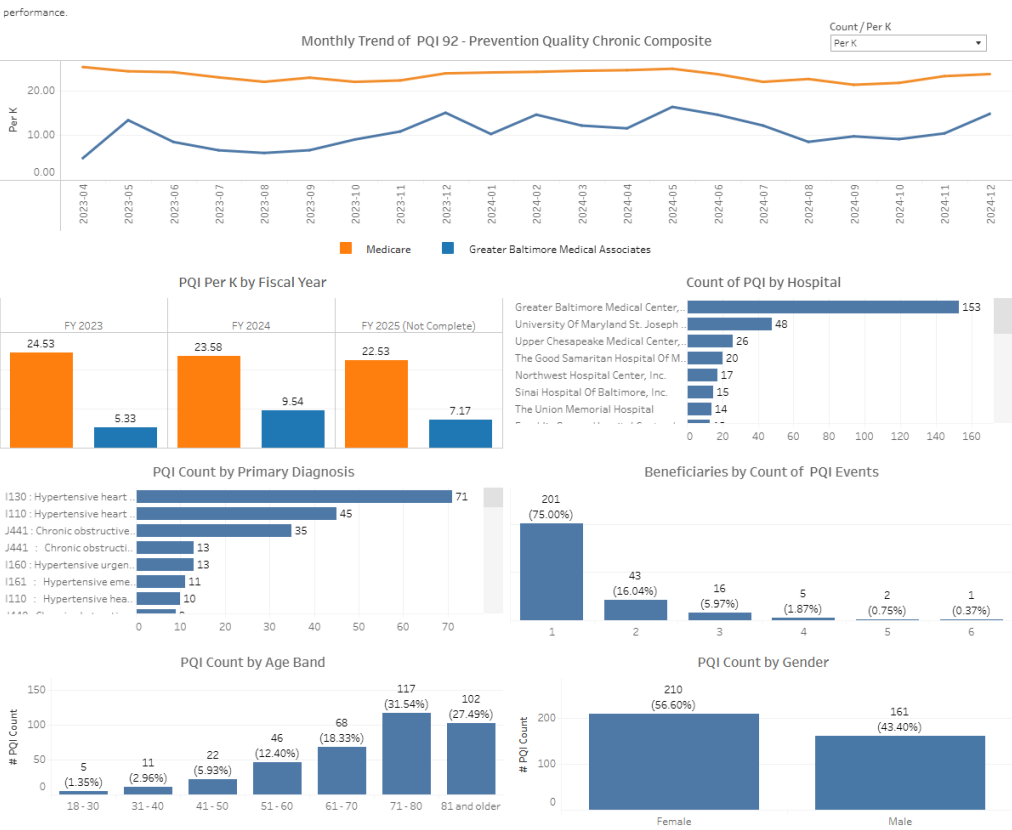 performance.
Count / Per K
Per K
Monthly Trend of PQI 92 - Prevention Quality Chronic Composite
Per K
20.00
10.00
0.00
2023-04
2023-05
2023-06
2023-07
2023-08
2023-09
2023-10
2023-11
2023-12
2024-01
2024-02
2024-03
2024-04
2024-05
2024-06
2024-07
2024-08
2024-09
2024-10
2024-11
2024-12
Medicare
Greater Baltimore Medical Associates
PQI Per K by Fiscal Year
FY 2023
FY 2024
FY 2025 (Not Complete)
24.53
5.33
23.58
9.54
22.53
7.17
Count of PQI by Hospital
Greater Baltimore Medical Center,.. 153
University Of Maryland St. Joseph .. 48
Upper Chesapeake Medical Center,.. 26
The Good Samaritan Hospital Of M.. 20
Northwest Hospital Center, Inc. 17
Sinai Hospital Of Baltimore, Inc. 15
The Union Memorial Hospital 14
0 20 40 60 80 100 120 140 160
PQI Count by Primary Diagnosis
I130 : Hypertensive heart .. 71
I110 : Hypertensive heart .. 45
J441 : Chronic obstructive.. 35
J441 : Chronic obstructi.. 13
I160 : Hypertensive urgen.. 13
I161 : Hypertensive eme.. 11
I110 : Hypertensive hea.. 10
0 10 20 30 40 50 60 70
Beneficiaries by Count of PQI Events
201
(75.00%)
43
(16.04%)
16
(5.97%)
5
(1.87%)
2
(0.75%)
1
(0.37%)
1 2 3 4 5 6
PQI Count by Age Band
# PQI Count
150
100
50
0
5
(1.35%)
11
(2.96%)
22
(5.93%)
46
(12.40%)
68
(18.33%)
117
(31.54%)
102
(27.49%)
18 - 30 31 - 40 41 - 50 51 - 60 61 - 70 71 - 80 81 and older
PQI Count by Gender
# PQI Count
200
100
0
210
(56.60%)
161
(43.40%)
Female Male